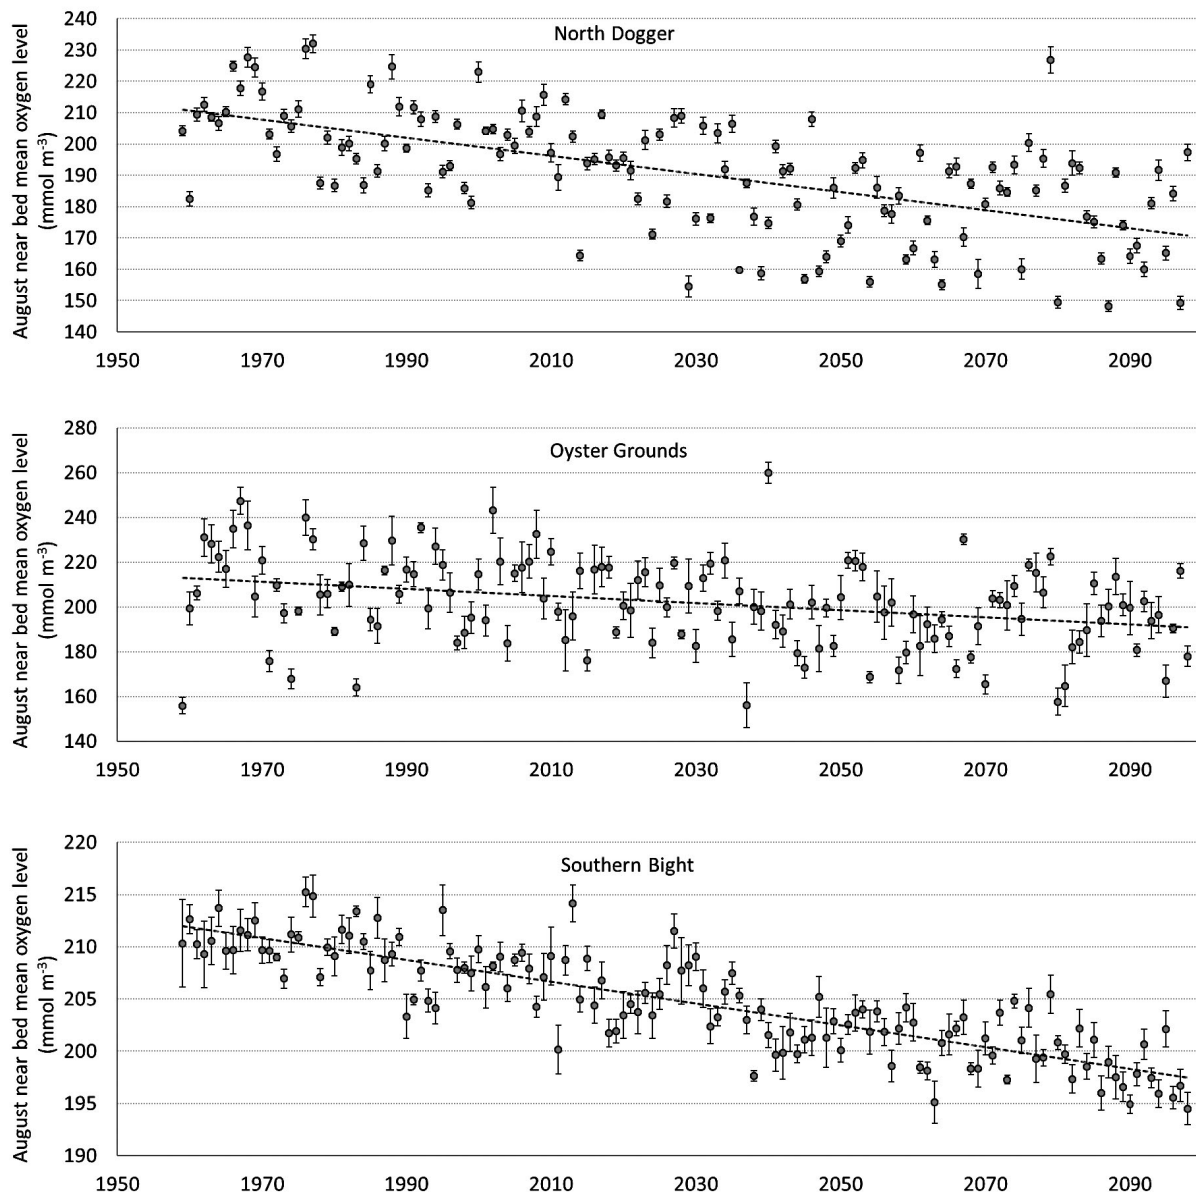 North Dogger
August near bed mean oxygen level
(mmol m⁻³)
240
230
220
210
200
190
180
170
160
150
140
1950 1970 1990 2010 2030 2050 2070 2090
Oyster Grounds
August near bed mean oxygen level
(mmol m⁻³)
280
260
240
220
200
180
160
140
1950 1970 1990 2010 2030 2050 2070 2090
Southern Bight
August near bed mean oxygen level
(mmol m⁻³)
220
215
210
205
200
195
190
1950 1970 1990 2010 2030 2050 2070 2090